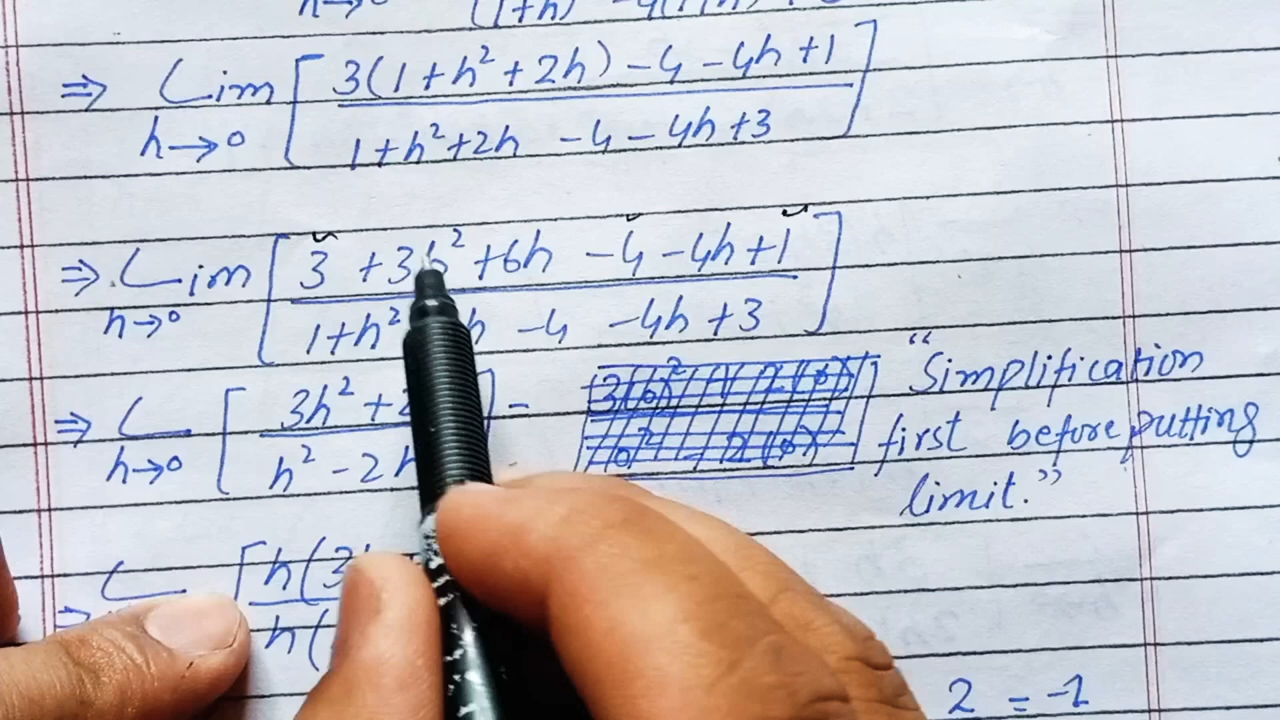 h→0 (1+h)
⇒ Lim h→0 [ 3(1+h²+2h) -4 -4h +1 / 1+h²+2h -4 -4h +3 ]
⇒ Lim h→0 [ 3 +3h² +6h -4 -4h +1 / 1+h² h -4 -4h +3 ]
⇒ L h→0 [ 3h² + / h² - 2 ] -
"Simplification
first before putting
limit."
⇒ L [ h(3 / h(
2 = -1